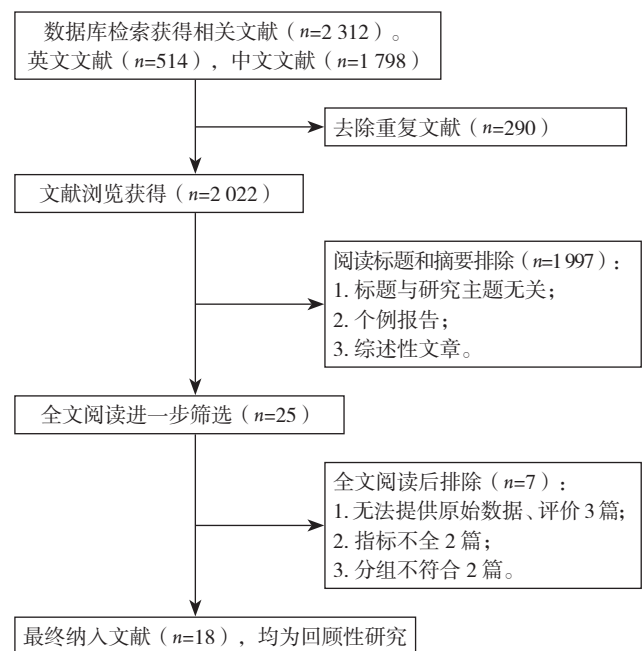 数据库检索获得相关文献（n=2 312）。
英文文献（n=514），中文文献（n=1 798）
去除重复文献（n=290）
文献浏览获得（n=2 022）
阅读标题和摘要排除（n=1 997）：
1. 标题与研究主题无关；
2. 个例报告；
3. 综述性文章。
全文阅读进一步筛选（n=25）
全文阅读后排除（n=7）：
1. 无法提供原始数据、评价 3 篇；
2. 指标不全 2 篇；
3. 分组不符合 2 篇。
最终纳入文献（n=18），均为回顾性研究